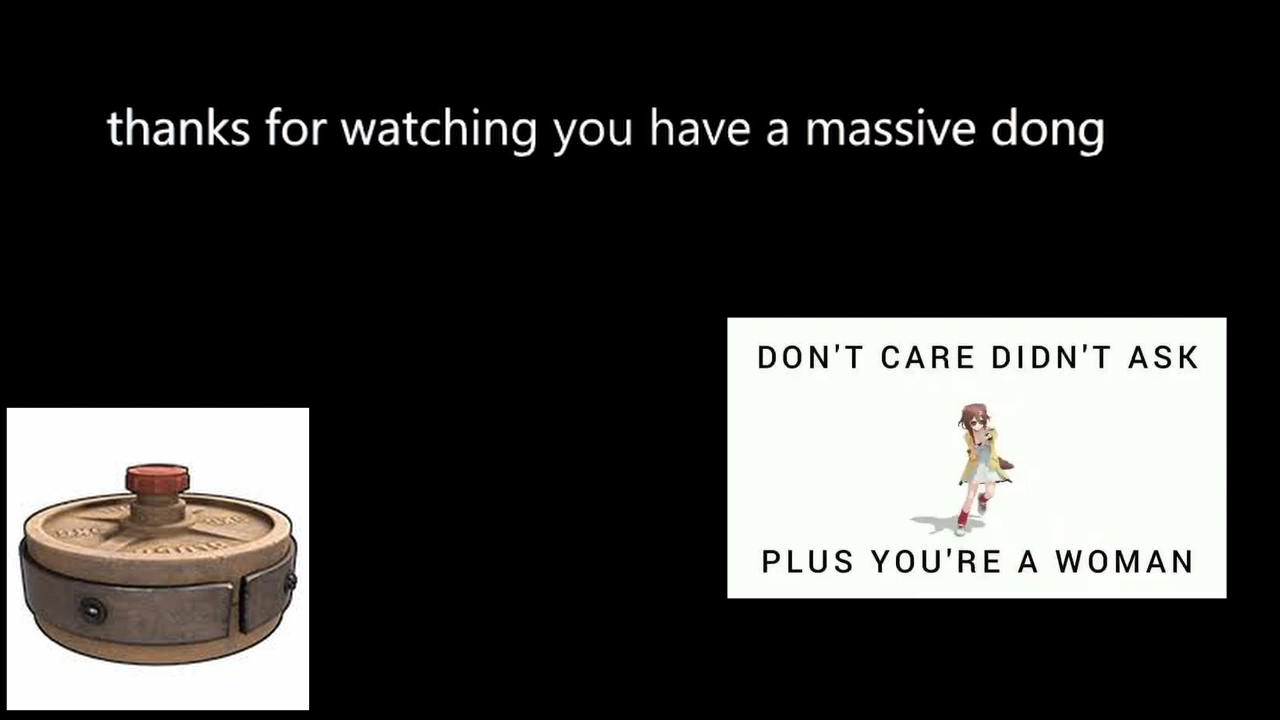 thanks for watching you have a massive dong
DON'T CARE DIDN'T ASK
PLUS YOU'RE A WOMAN